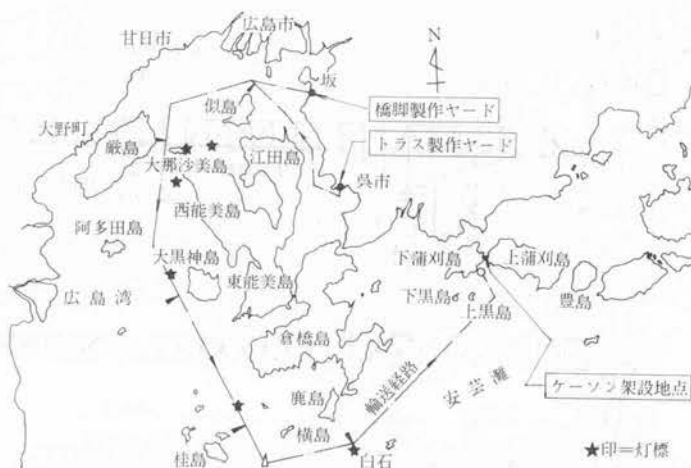 広島市
甘日市
N
坂
橋脚製作ヤード
似島
大野町
トラス製作ヤード
厳島
江田島
大那沙美島
呉市
西能美島
阿多田島
下蒲刈島
上蒲刈島
大黒神島
東能美島
広島湾
下黒島
豊島
上黒島
倉橋島
輸送経路
安芸灘
ケーソン架設地点
鹿島
横島
桂島
白石
★印=灯標